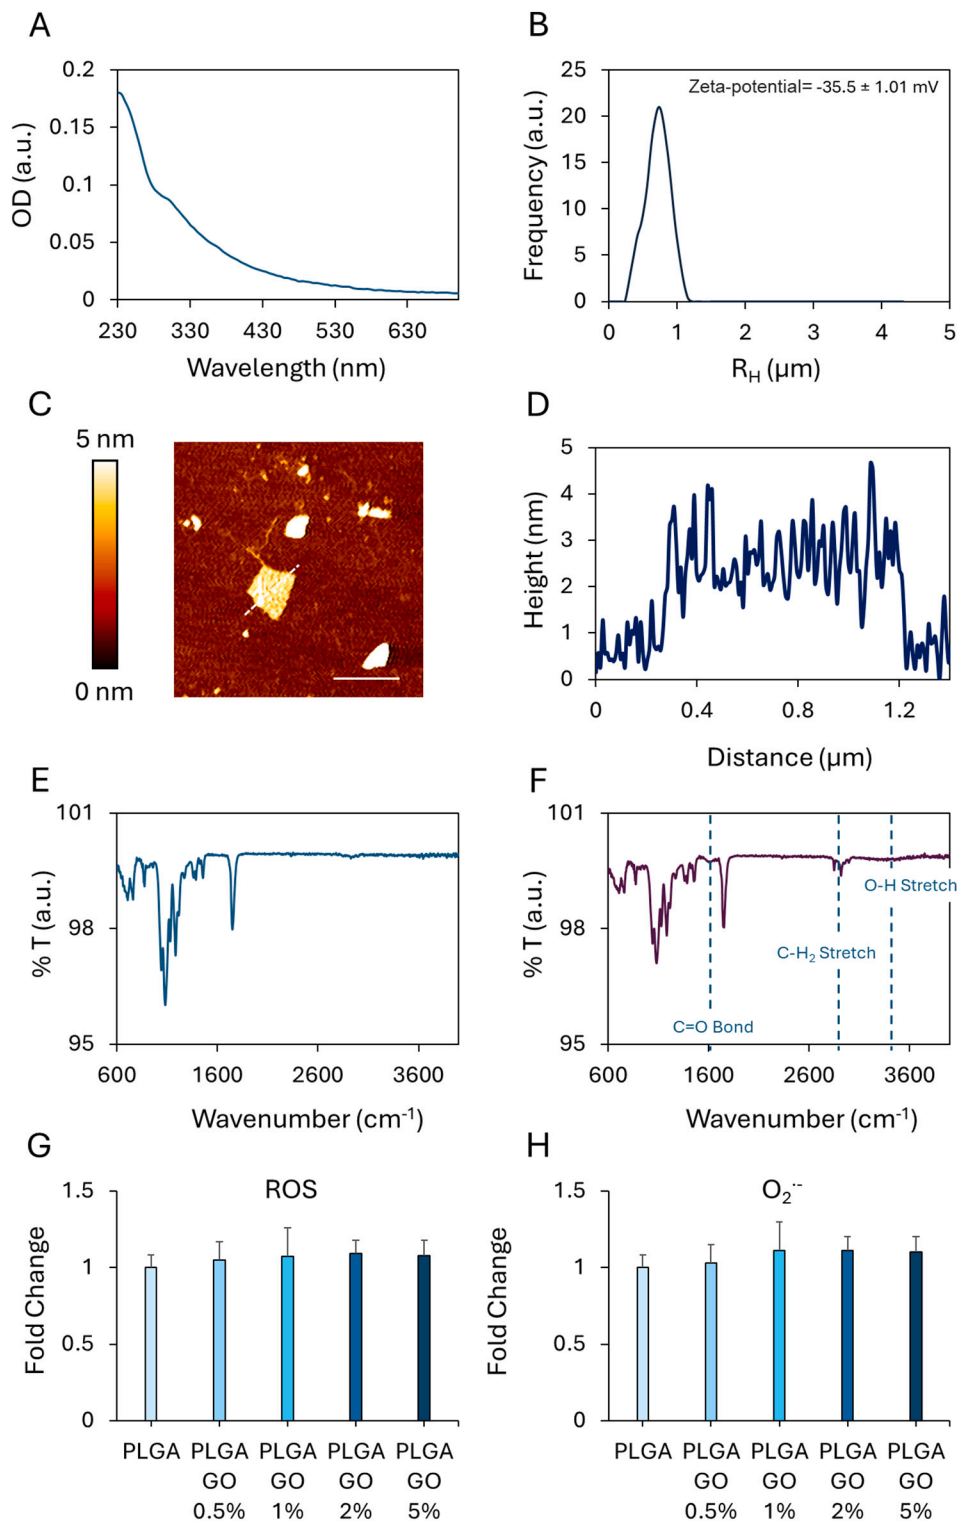 A
0.2
0.15
0.1
0.05
0
OD (a.u.)
230 330 430 530 630
Wavelength (nm)
B
Zeta-potential= -35.5 ± 1.01 mV
25
20
15
10
5
0
Frequency (a.u.)
0 1 2 3 4 5
R_H (µm)
C
5 nm
0 nm
D
5
4
3
2
1
0
Height (nm)
0 0.4 0.8 1.2
Distance (µm)
E
101
98
95
% T (a.u.)
600 1600 2600 3600
Wavenumber (cm⁻¹)
F
101
98
95
% T (a.u.)
O-H Stretch
C-H₂ Stretch
C=O Bond
600 1600 2600 3600
Wavenumber (cm⁻¹)
G
ROS
1.5
1
0.5
0
Fold Change
PLGA PLGA PLGA PLGA PLGA
GO GO GO GO
0.5% 1% 2% 5%
H
O₂˙⁻
1.5
1
0.5
0
Fold Change
PLGA PLGA PLGA PLGA PLGA
GO GO GO GO
0.5% 1% 2% 5%